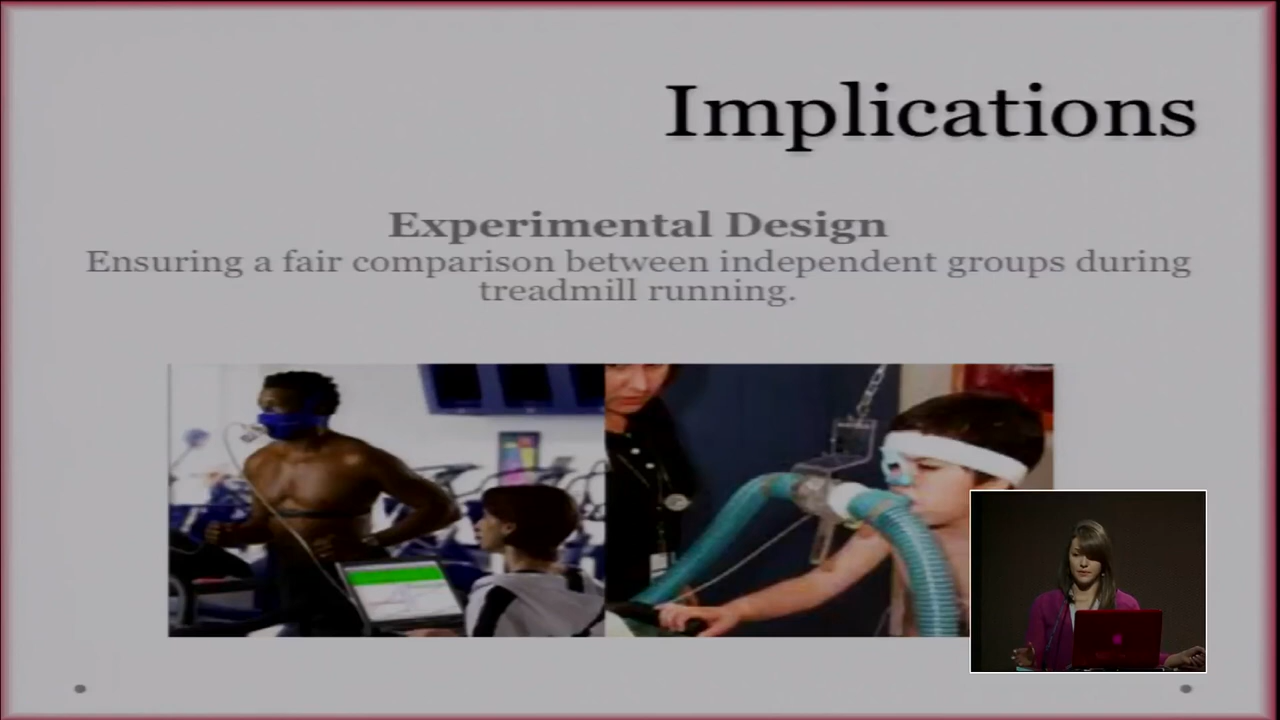 Implications
Experimental Design
Ensuring a fair comparison between independent groups during
treadmill running.